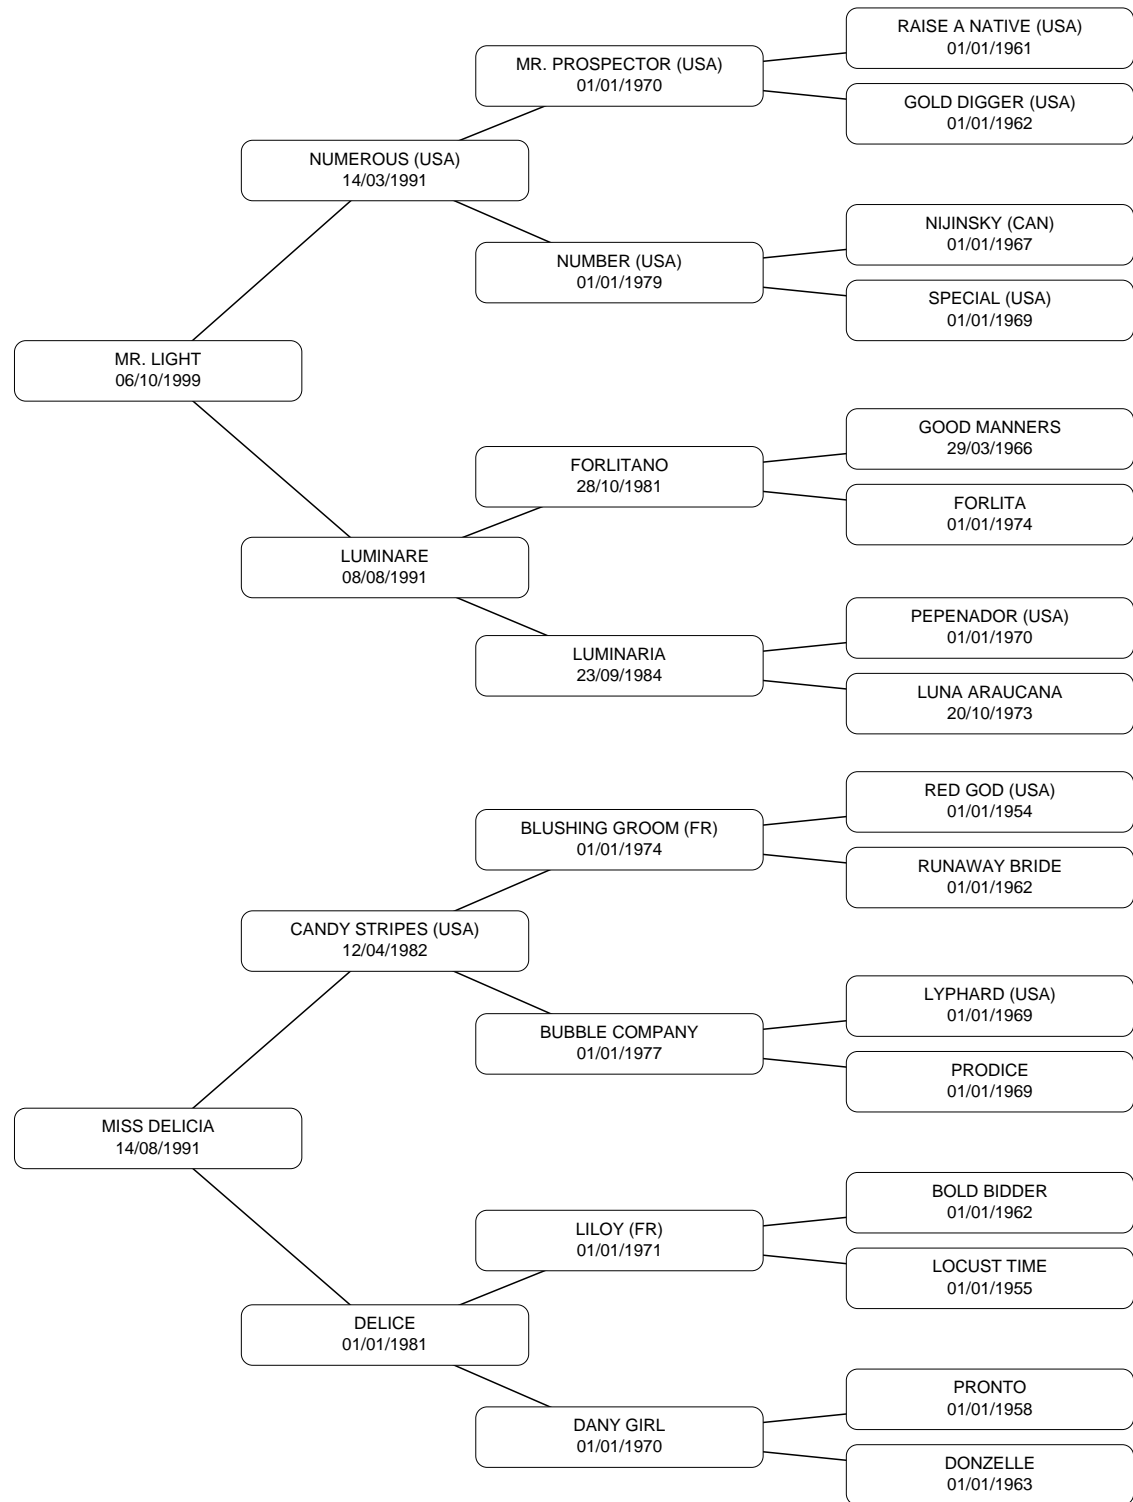 RAISE A NATIVE (USA)
01/01/1961
MR. PROSPECTOR (USA)
01/01/1970
GOLD DIGGER (USA)
01/01/1962
NUMEROUS (USA)
14/03/1991
NIJINSKY (CAN)
01/01/1967
NUMBER (USA)
01/01/1979
SPECIAL (USA)
01/01/1969
MR. LIGHT
06/10/1999
GOOD MANNERS
29/03/1966
FORLITANO
28/10/1981
FORLITA
01/01/1974
LUMINARE
08/08/1991
PEPENADOR (USA)
01/01/1970
LUMINARIA
23/09/1984
LUNA ARAUCANA
20/10/1973
RED GOD (USA)
01/01/1954
BLUSHING GROOM (FR)
01/01/1974
RUNAWAY BRIDE
01/01/1962
CANDY STRIPES (USA)
12/04/1982
LYPHARD (USA)
01/01/1969
BUBBLE COMPANY
01/01/1977
PRODICE
01/01/1969
MISS DELICIA
14/08/1991
BOLD BIDDER
01/01/1962
LILOY (FR)
01/01/1971
LOCUST TIME
01/01/1955
DELICE
01/01/1981
PRONTO
01/01/1958
DANY GIRL
01/01/1970
DONZELLE
01/01/1963